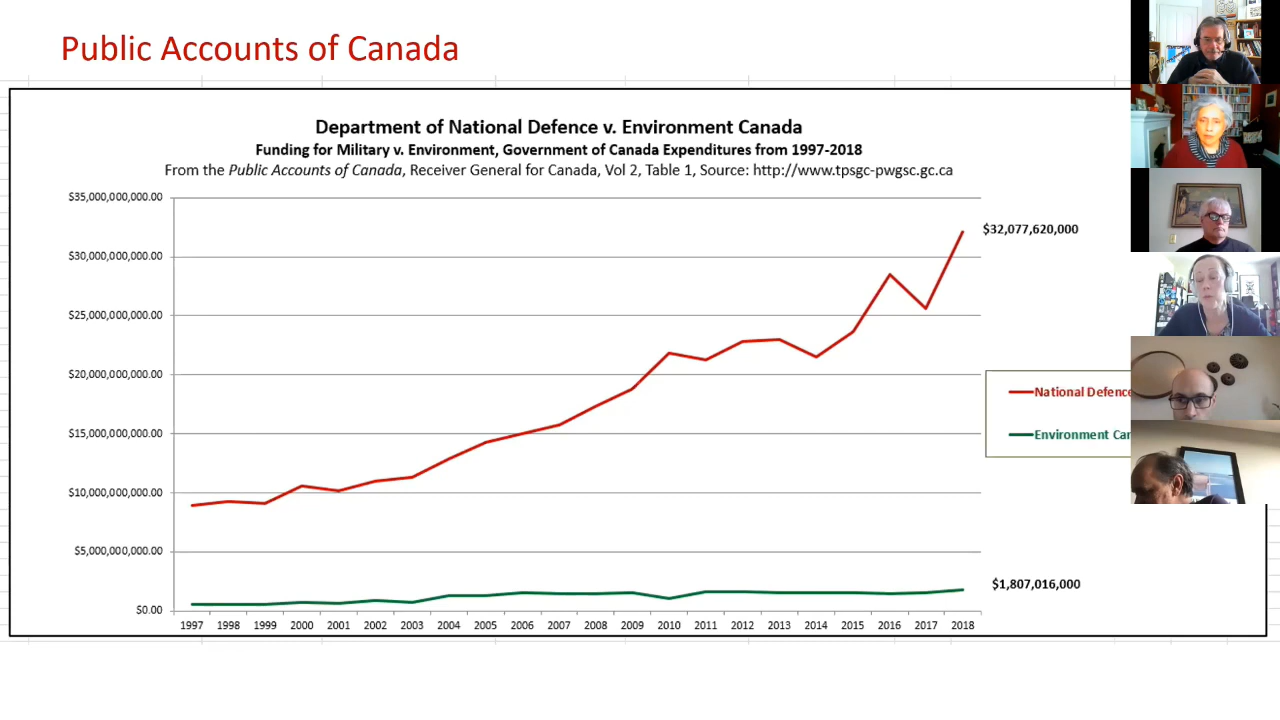 Public Accounts of Canada
Department of National Defence v. Environment Canada
Funding for Military v. Environment, Government of Canada Expenditures from 1997-2018
From the Public Accounts of Canada, Receiver General for Canada, Vol 2, Table 1, Source: http://www.tpsgc-pwgsc.gc.ca
$35,000,000,000.00
$32,077,620,000
$30,000,000,000.00
$25,000,000,000.00
$20,000,000,000.00
National Defence
$15,000,000,000.00
Environment Can
$10,000,000,000.00
$5,000,000,000.00
$1,807,016,000
$0.00
1997 1998 1999 2000 2001 2002 2003 2004 2005 2006 2007 2008 2009 2010 2011 2012 2013 2014 2015 2016 2017 2018